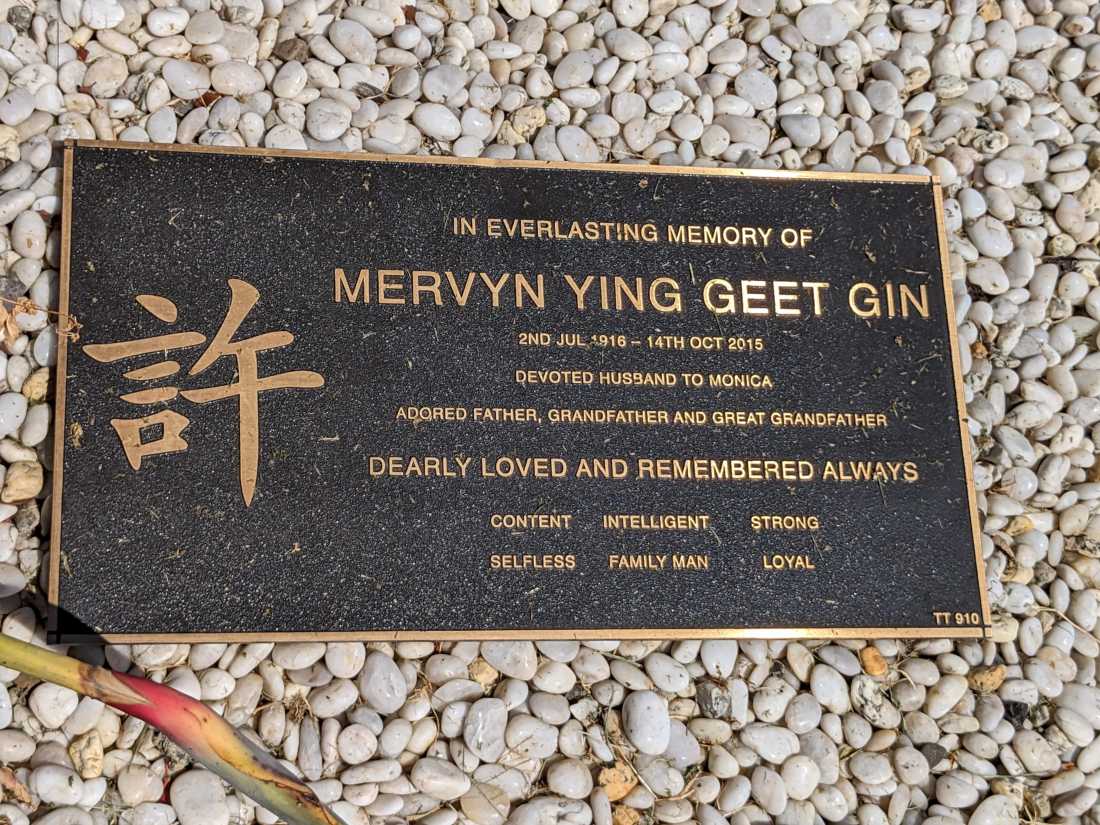 許
IN EVERLASTING MEMORY OF
MERVYN YING GEET GIN
2ND JUL 1916 – 14TH OCT 2015
DEVOTED HUSBAND TO MONICA
ADORED FATHER, GRANDFATHER AND GREAT GRANDFATHER
DEARLY LOVED AND REMEMBERED ALWAYS
CONTENT INTELLIGENT STRONG
SELFLESS FAMILY MAN LOYAL
TT 910